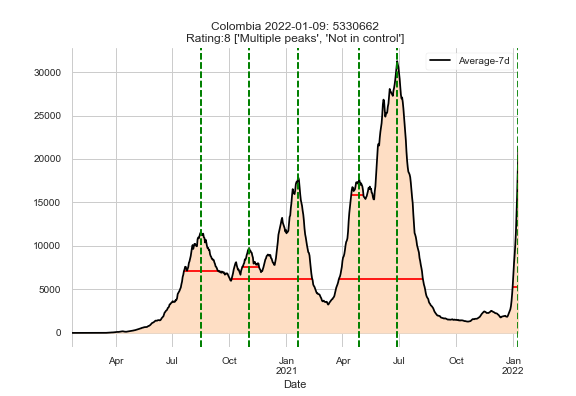 Colombia 2022-01-09: 5330662
Rating:8 ['Multiple peaks', 'Not in control']
Average-7d
30000
25000
20000
15000
10000
5000
0
Apr Jul Oct Jan Apr Jul Oct Jan
2021 2022
Date